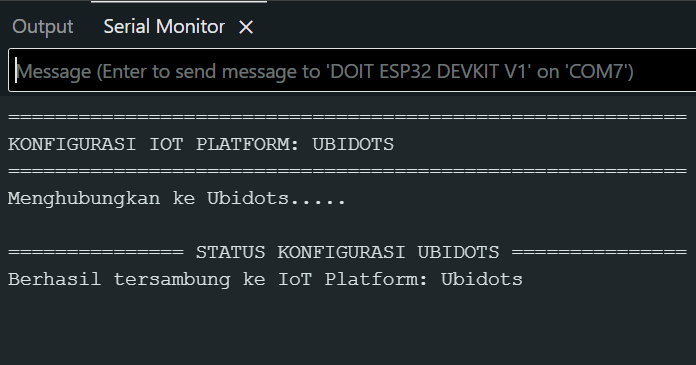 Output Serial Monitor ×
Message (Enter to send message to 'DOIT ESP32 DEVKIT V1' on 'COM7')
==========================================================
KONFIGURASI IOT PLATFORM: UBIDOTS
==========================================================
Menghubungkan ke Ubidots.....
=============== STATUS KONFIGURASI UBIDOTS ===============
Berhasil tersambung ke IoT Platform: Ubidots